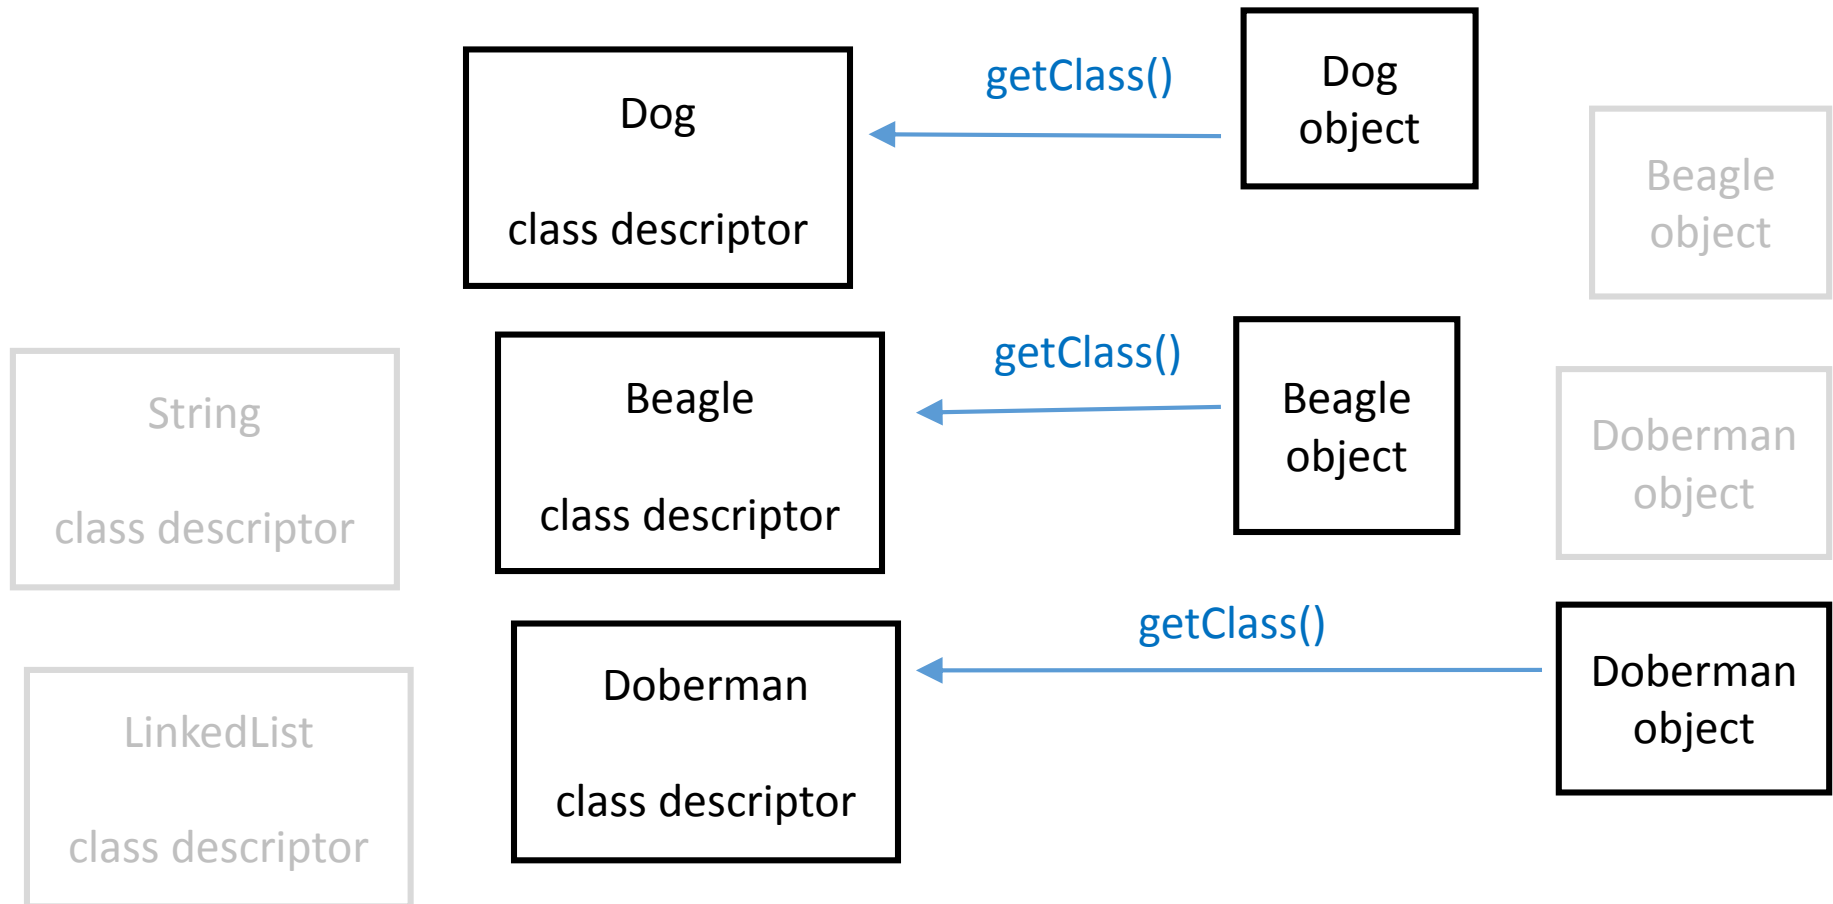 Dog
class descriptor
getClass()
Dog
object
Beagle
object
String
class descriptor
Beagle
class descriptor
getClass()
Beagle
object
Doberman
object
LinkedList
class descriptor
Doberman
class descriptor
getClass()
Doberman
object